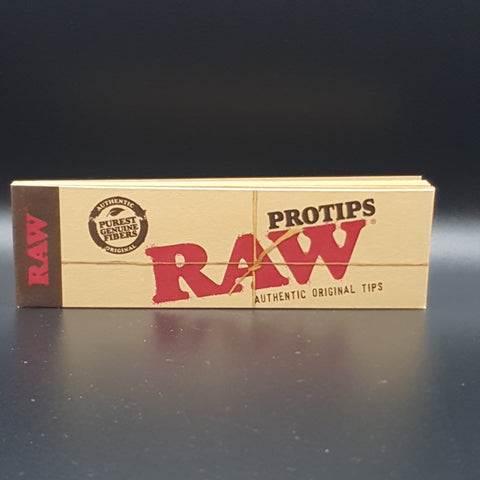 RAW
AUTHENTIC
PUREST
GENUINE
FIBERS
ORIGINAL
PROTIPS
RAW®
AUTHENTIC ORIGINAL TIPS